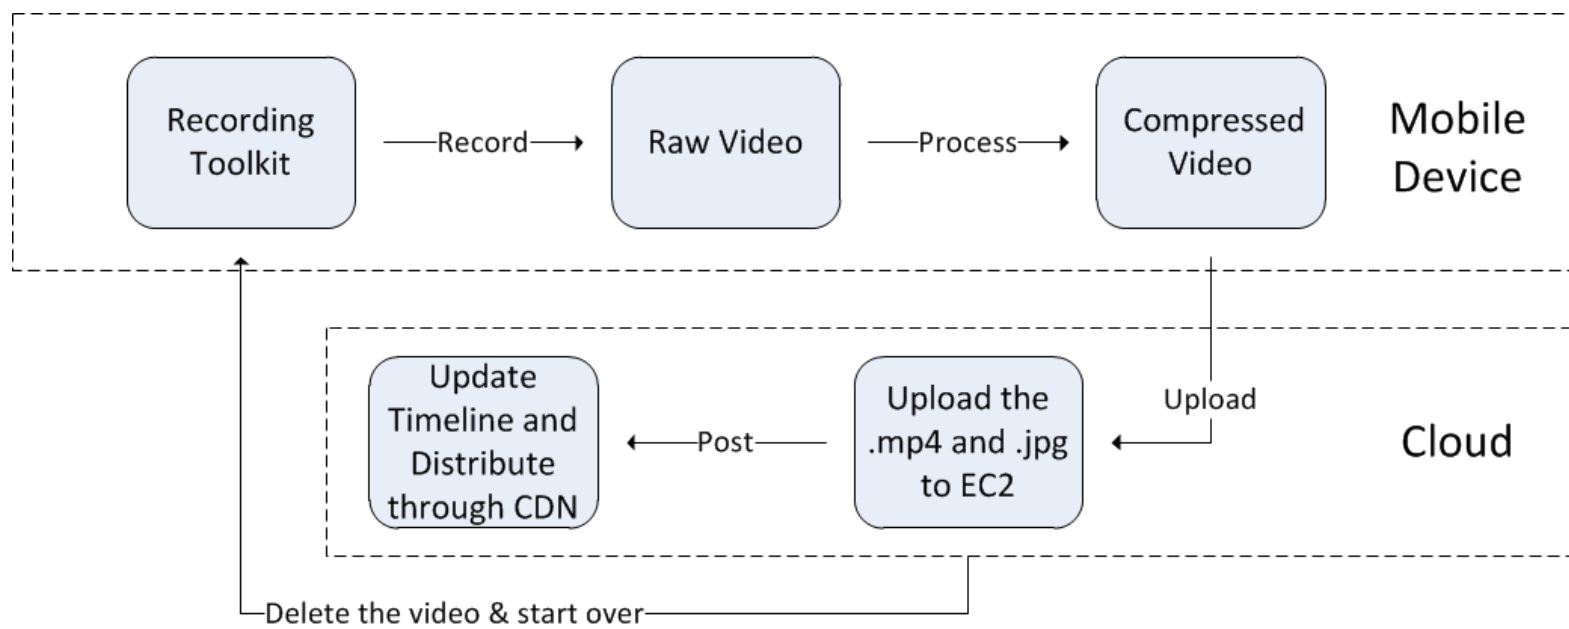 Recording
Toolkit
Record
Raw Video
Process
Compressed
Video
Mobile
Device
Update
Timeline and
Distribute
through CDN
Post
Upload the
.mp4 and .jpg
to EC2
Upload
Cloud
Delete the video & start over